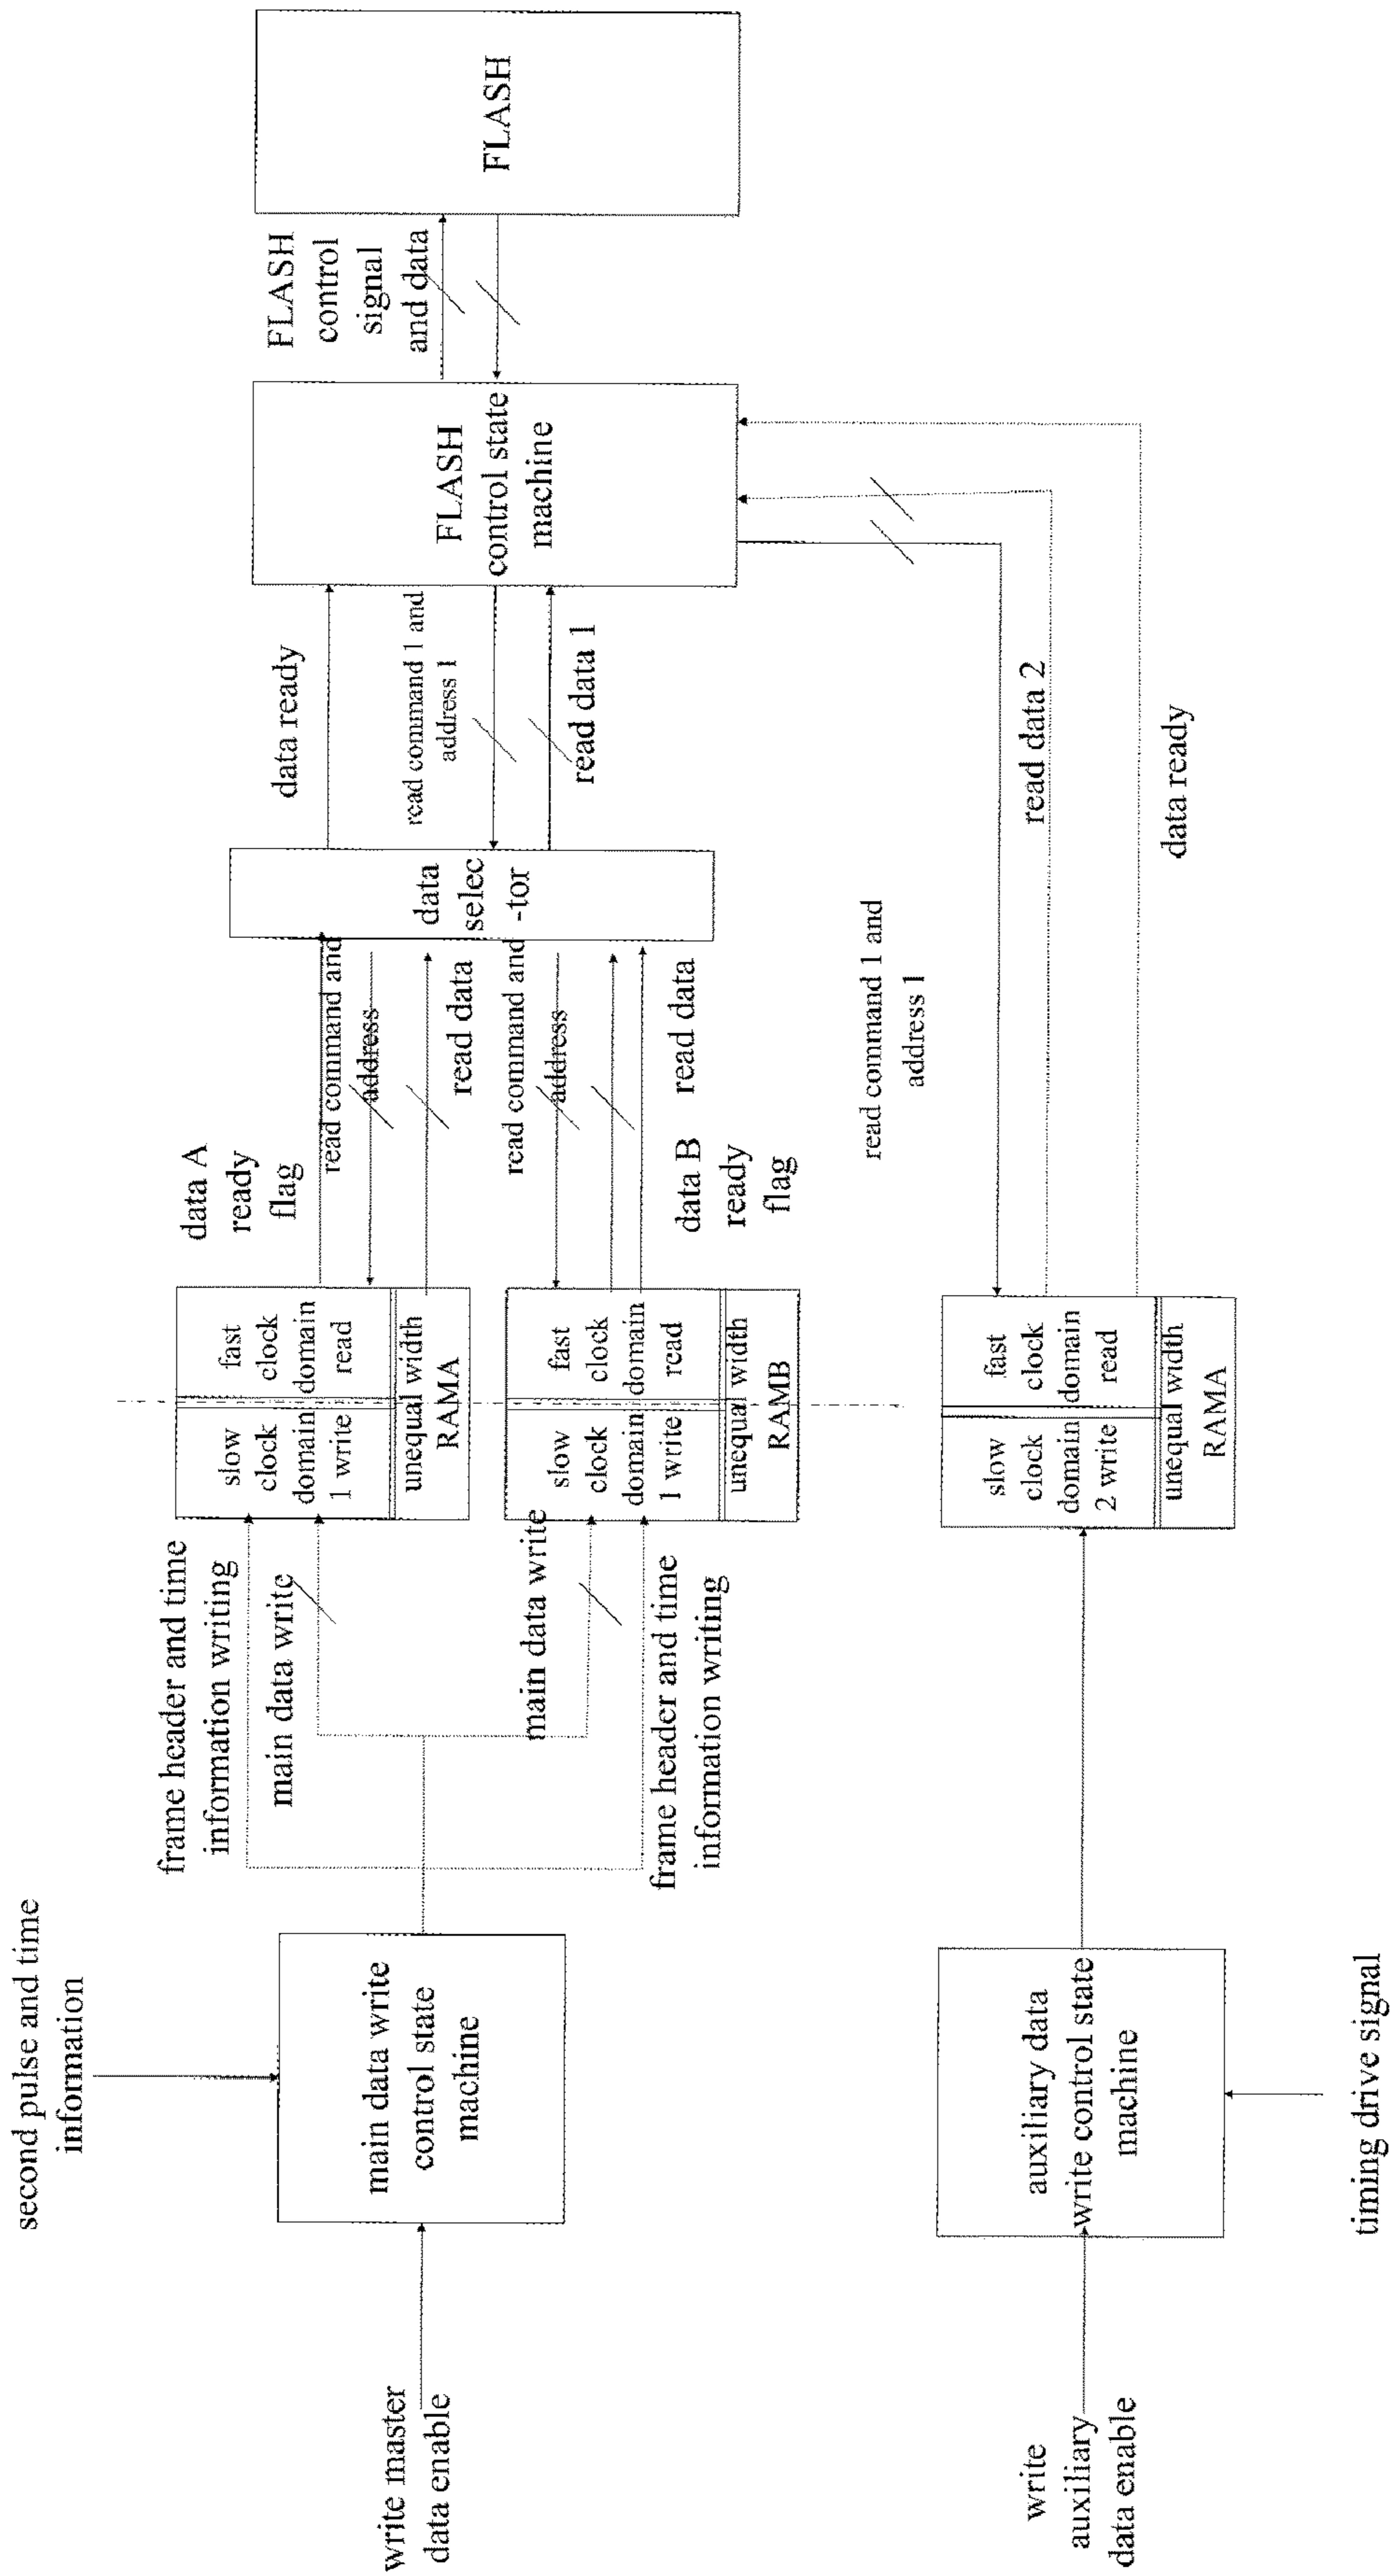 second pulse and time
information
write master
data enable
main data write
control state
machine
frame header and time
information writing
main data write
main data write
frame header and time
information writing
slow
clock
domain
1 write
fast
clock
domain
read
unequal width
RAMA
slow
clock
domain
1 write
fast
clock
domain
read
unequal width
RAMB
data A
ready
flag
read command and
address
read data
read command and
address
read data
data B
ready
flag
data
selec
-tor
data ready
read command 1 and
address 1
read data 1
FLASH
control state
machine
FLASH
control
signal
and data
FLASH
write
auxiliary
data enable
auxiliary data
write control state
machine
timing drive signal
slow
clock
domain
2 write
fast
clock
domain
read
unequal width
RAMA
read command 1 and
address 1
read data 2
data ready